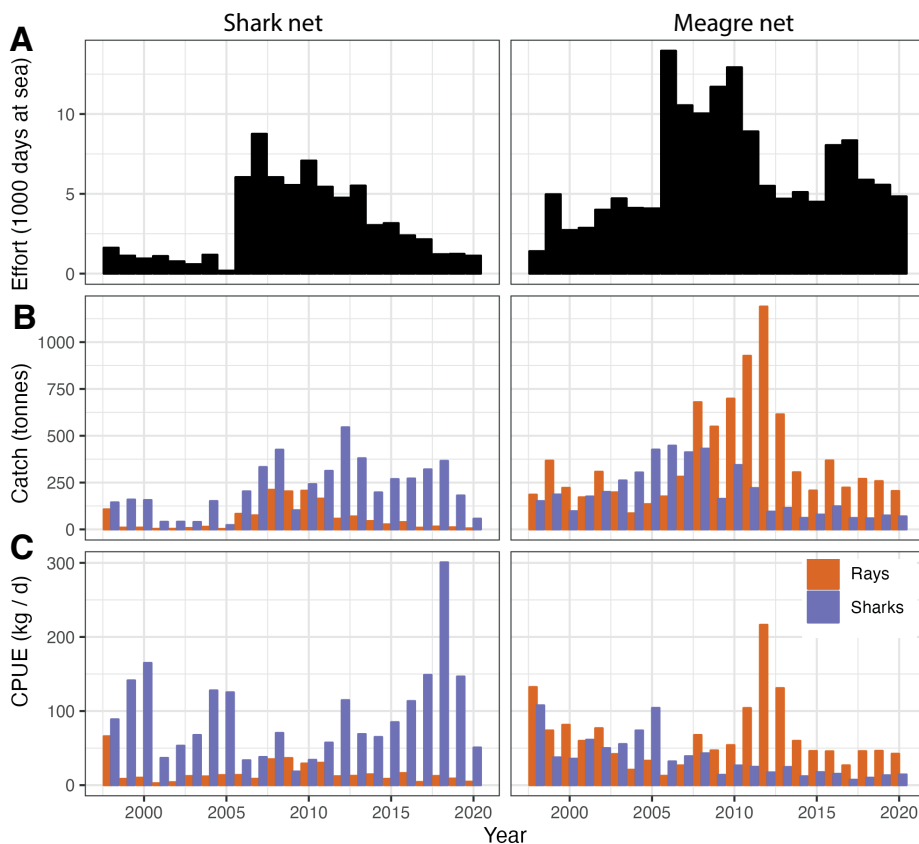 Shark net
Meagre net
A
Effort (1000 days at sea)
10
5
0
B
Catch (tonnes)
1000
750
500
250
0
C
CPUE (kg / d)
300
200
100
0
Rays
Sharks
2000 2005 2010 2015 2020
2000 2005 2010 2015 2020
Year